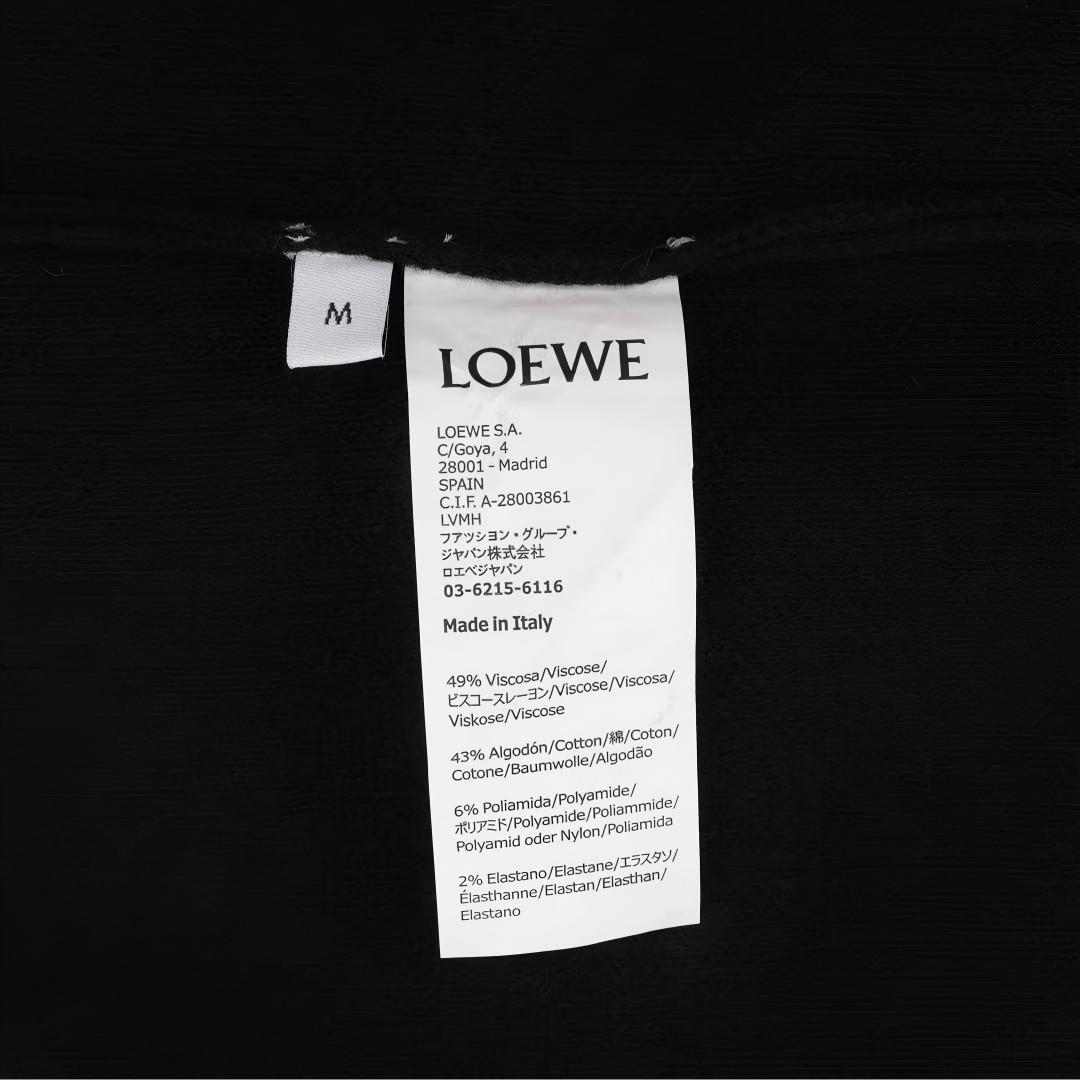 M
LOEWE
LOEWE S.A.
C/Goya, 4
28001 - Madrid
SPAIN
C.I.F. A-28003861
LVMH
ファッション・グループ・
ジャパン株式会社
ロエベジャパン
03-6215-6116
Made in Italy
49% Viscosa/Viscose/
ビスコースレーヨン/Viscose/Viscosa/
Viskose/Viscose
43% Algodón/Cotton/綿/Coton/
Cotone/Baumwolle/Algodão
6% Poliamida/Polyamide/
ポリアミド/Polyamide/Poliammide/
Polyamid oder Nylon/Poliamida
2% Elastano/Elastane/エラスタン/
Élasthanne/Elastan/Elasthan/
Elastano